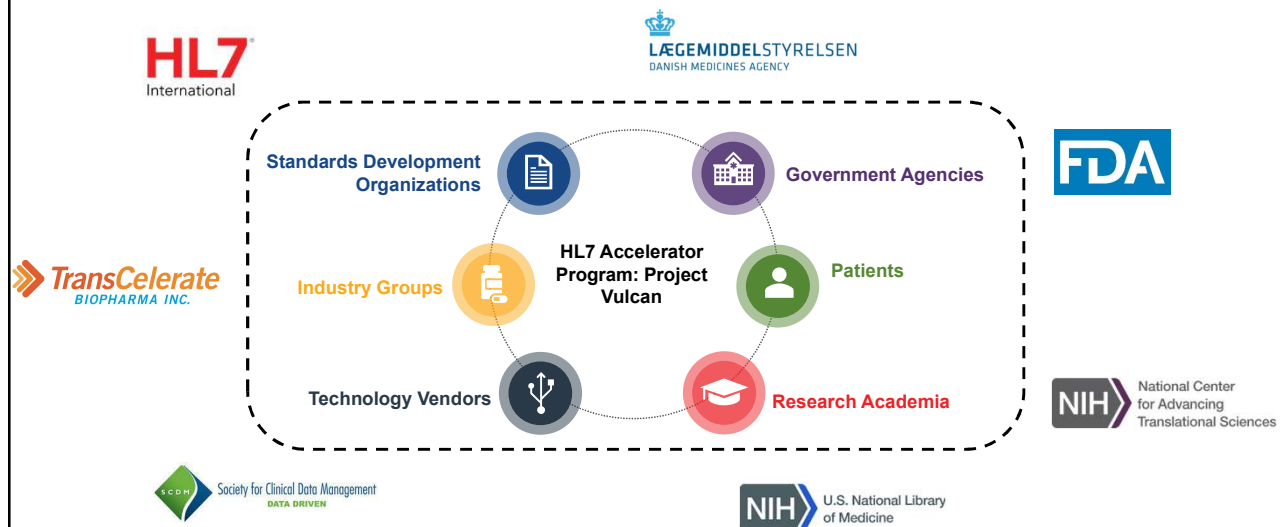 HL7®
International
LÆGEMIDDELSTYRELSEN
DANISH MEDICINES AGENCY
Standards Development
Organizations
Government Agencies
FDA
HL7 Accelerator
Program: Project
Vulcan
TransCelerate
BIOPHARMA INC.
Industry Groups
Patients
Technology Vendors
Research Academia
NIH
National Center
for Advancing
Translational Sciences
SCDM
Society for Clinical Data Management
DATA DRIVEN
NIH
U.S. National Library
of Medicine